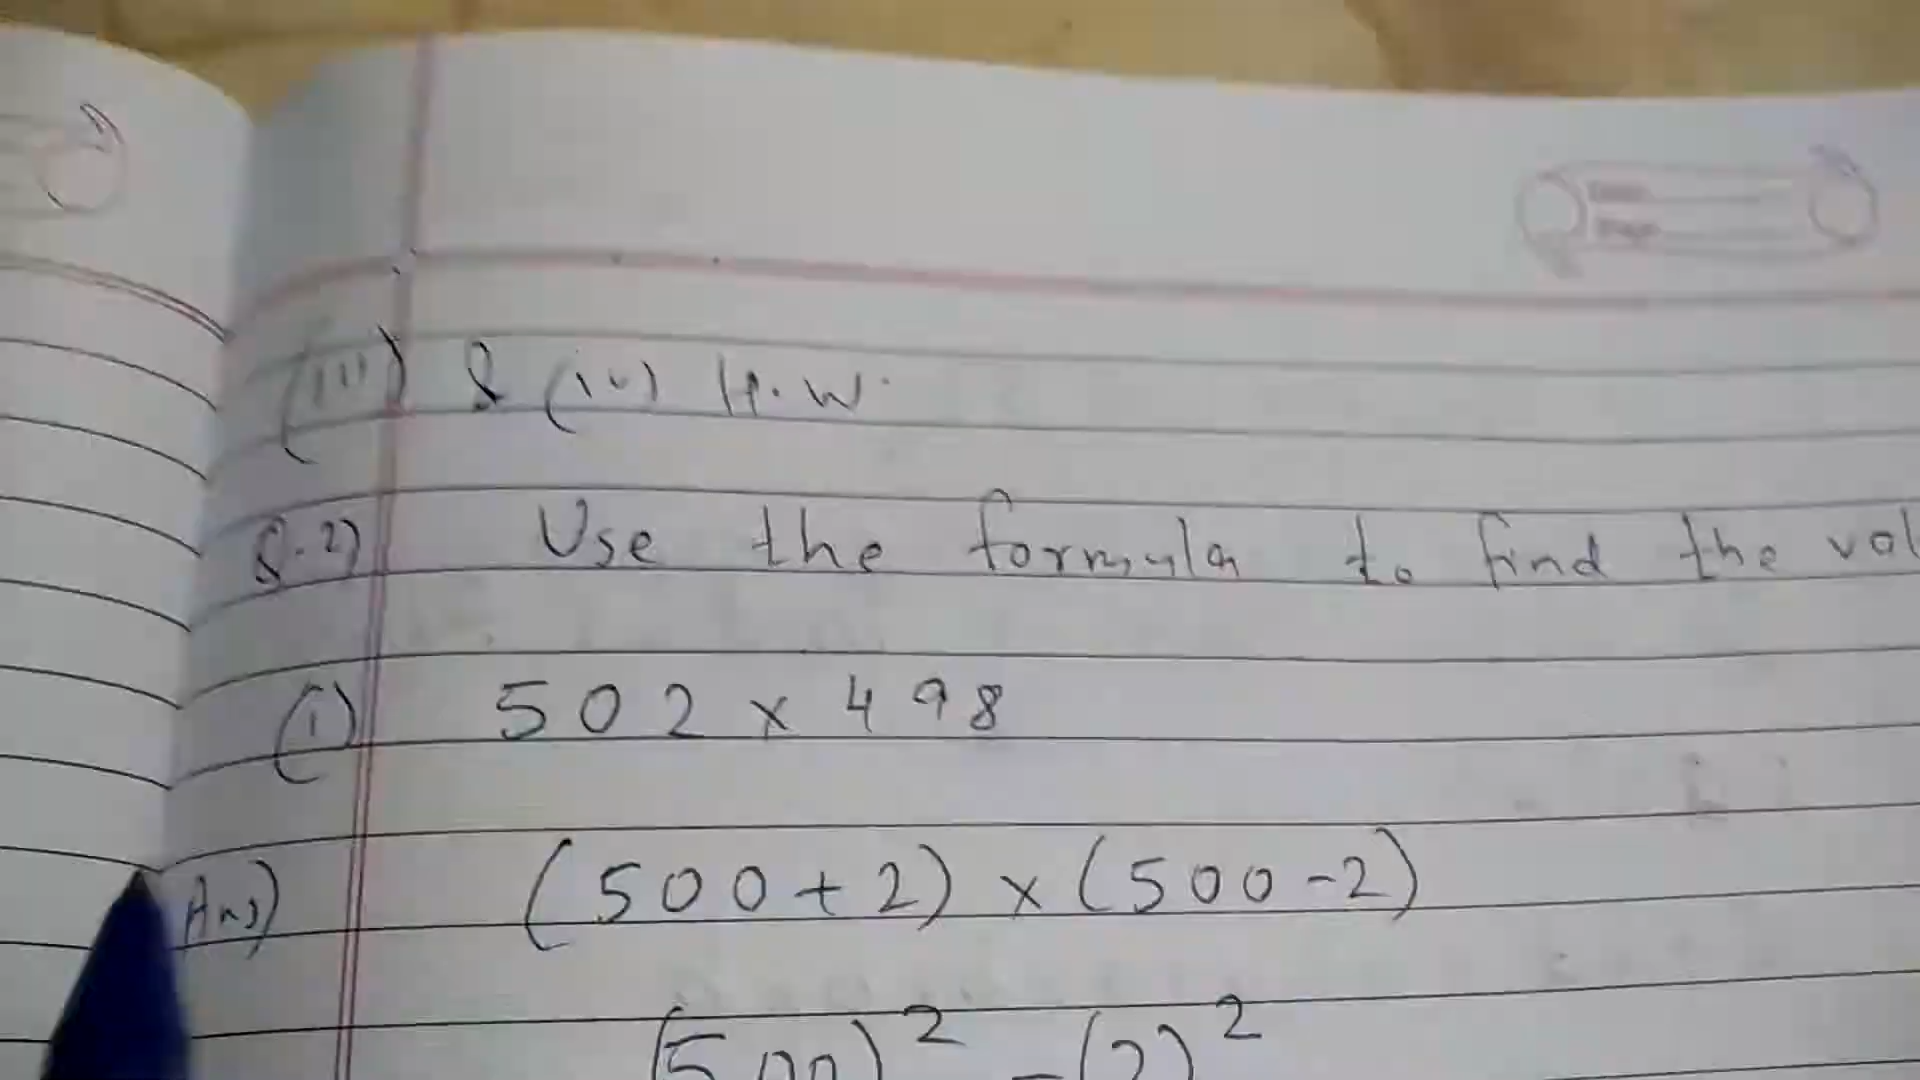 (iii) & (iv) H.W.
Q.2) Use the formula to find the val
(i) 502 x 498
Ans) (500+2) x (500-2)
(500)² - (2)²